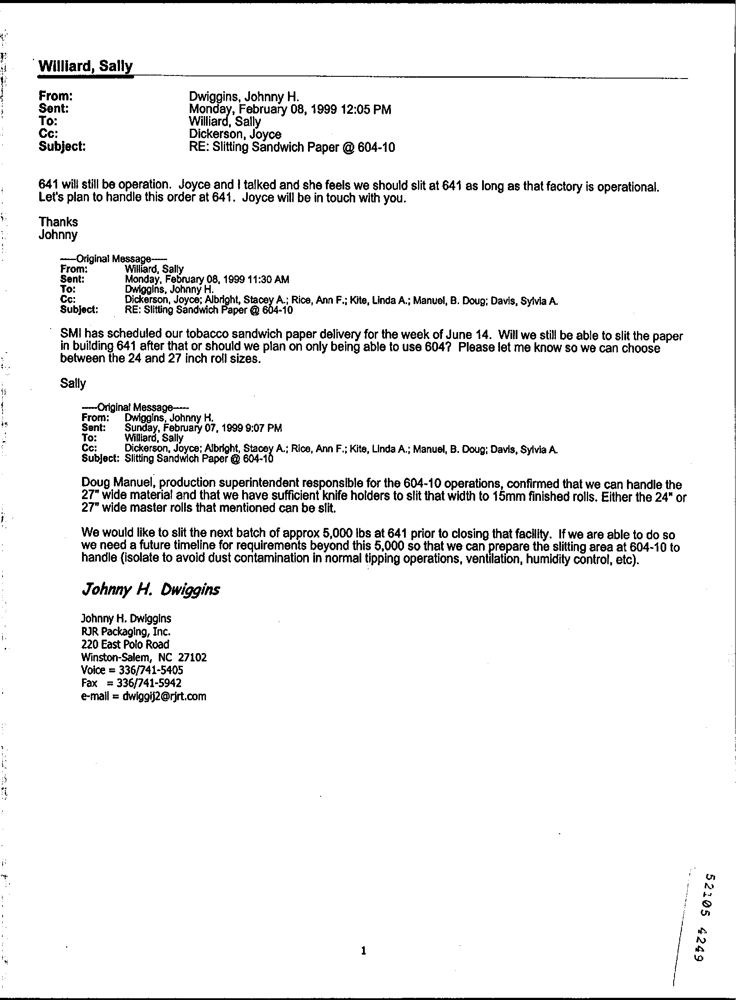 Williard, Sally
From: Dwiggins, Johnny H.
Sent: Monday, February 08, 1999 12:05 PM
To: Williard, Sally
Cc: Dickerson, Joyce
Subject: RE: Slitting Sandwich Paper @ 604-10
641 will still be operation. Joyce and I talked and she feels we should slit at 641 as long as that factory is operational.
Let's plan to handle this order at 641. Joyce will be in touch with you.
Thanks
Johnny
-----Original Message-----
From: Williard, Sally
Sent: Monday, February 08, 1999 11:30 AM
To: Dwiggins, Johnny H.
Cc: Dickerson, Joyce; Albright, Stacey A.; Rice, Ann F.; Kite, Linda A.; Manuel, B. Doug; Davis, Sylvia A.
Subject: RE: Slitting Sandwich Paper @ 604-10
SMI has scheduled our tobacco sandwich paper delivery for the week of June 14. Will we still be able to slit the paper
in building 641 after that or should we plan on only being able to use 604? Please let me know so we can choose
between the 24 and 27 inch roll sizes.
Sally
-----Original Message-----
From: Dwiggins, Johnny H.
Sent: Sunday, February 07, 1999 9:07 PM
To: Williard, Sally
Cc: Dickerson, Joyce; Albright, Stacey A.; Rice, Ann F.; Kite, Linda A.; Manuel, B. Doug; Davis, Sylvia A.
Subject: Slitting Sandwich Paper @ 604-10
Doug Manuel, production superintendent responsible for the 604-10 operations, confirmed that we can handle the
27" wide material and that we have sufficient knife holders to slit that width to 15mm finished rolls. Either the 24" or
27" wide master rolls that mentioned can be slit.
We would like to slit the next batch of approx 5,000 lbs at 641 prior to closing that facility. If we are able to do so
we need a future timeline for requirements beyond this 5,000 so that we can prepare the slitting area at 604-10 to
handle (isolate to avoid dust contamination in normal tipping operations, ventilation, humidity control, etc).
Johnny H. Dwiggins
Johnny H. Dwiggins
RJR Packaging, Inc.
220 East Polo Road
Winston-Salem, NC 27102
Voice = 336/741-5405
Fax = 336/741-5942
e-mail = dwiggij2@rjrt.com
1
52105 4249